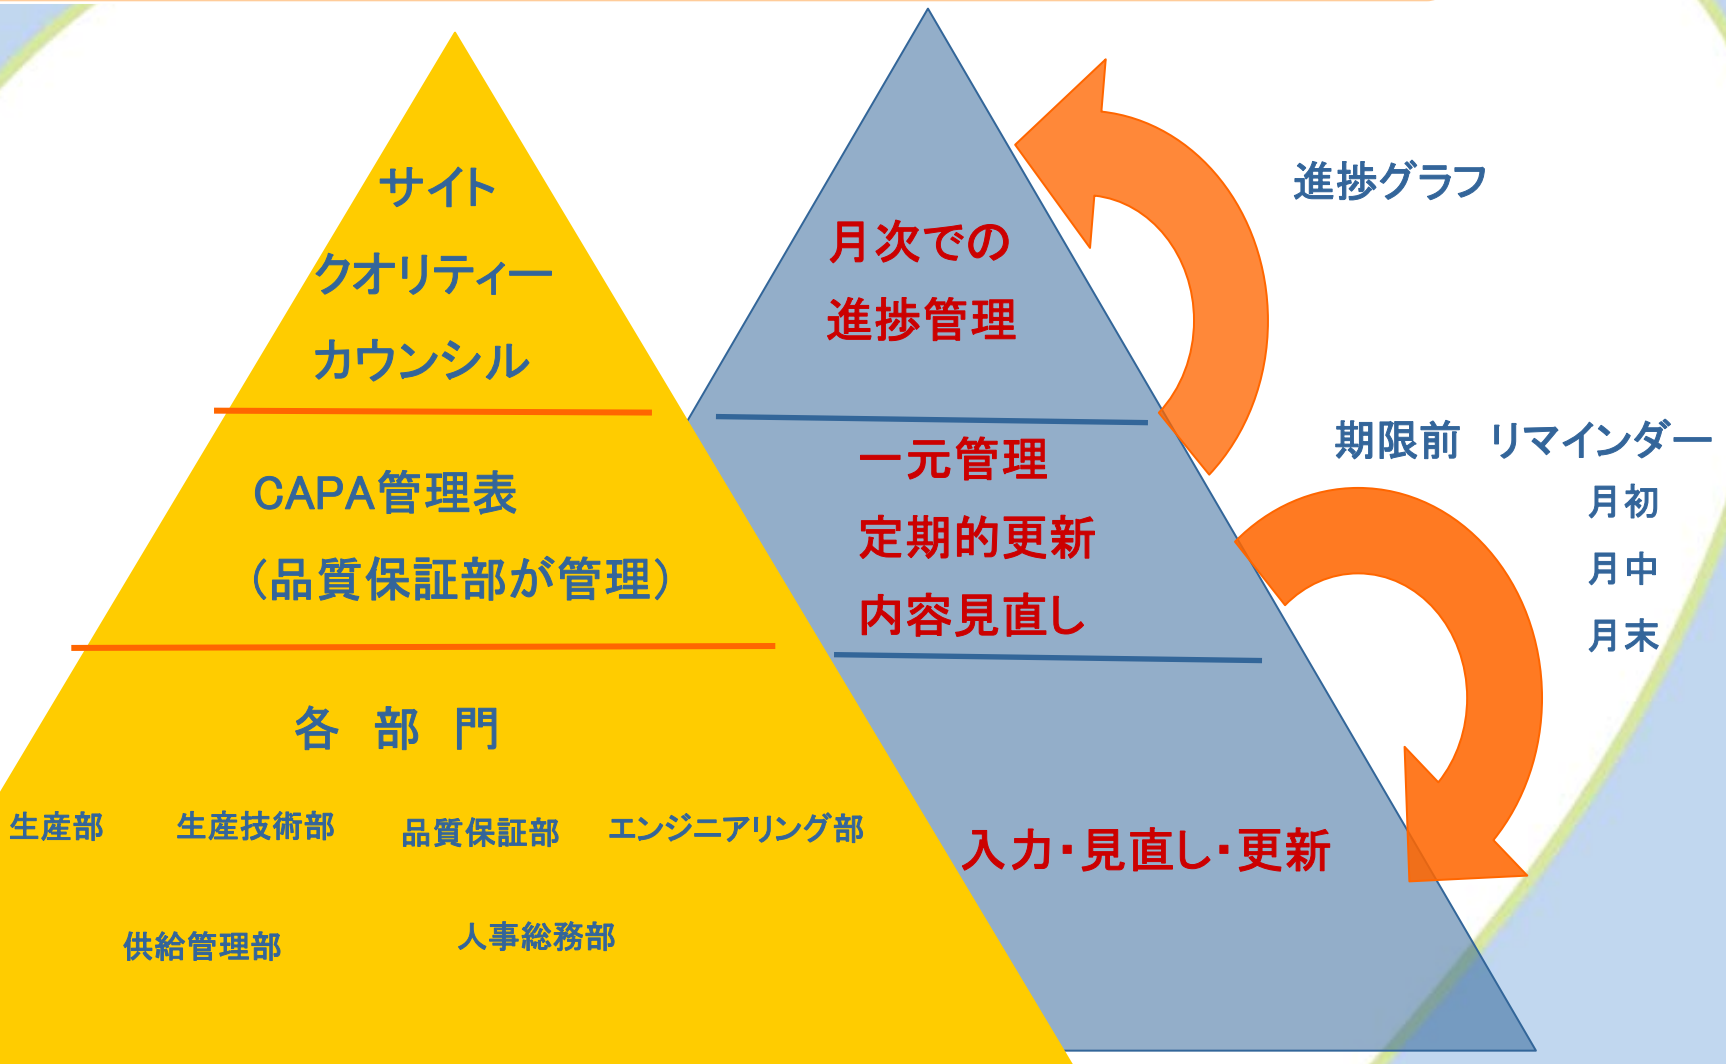 サイト
クオリティー
カウンシル
CAPA管理表
(品質保証部が管理)
各　部　門
生産部　生産技術部　品質保証部　エンジニアリング部
供給管理部　人事総務部
月次での
進捗管理
一元管理
定期的更新
内容見直し
入力・見直し・更新
進捗グラフ
期限前　リマインダー
月初
月中
月末